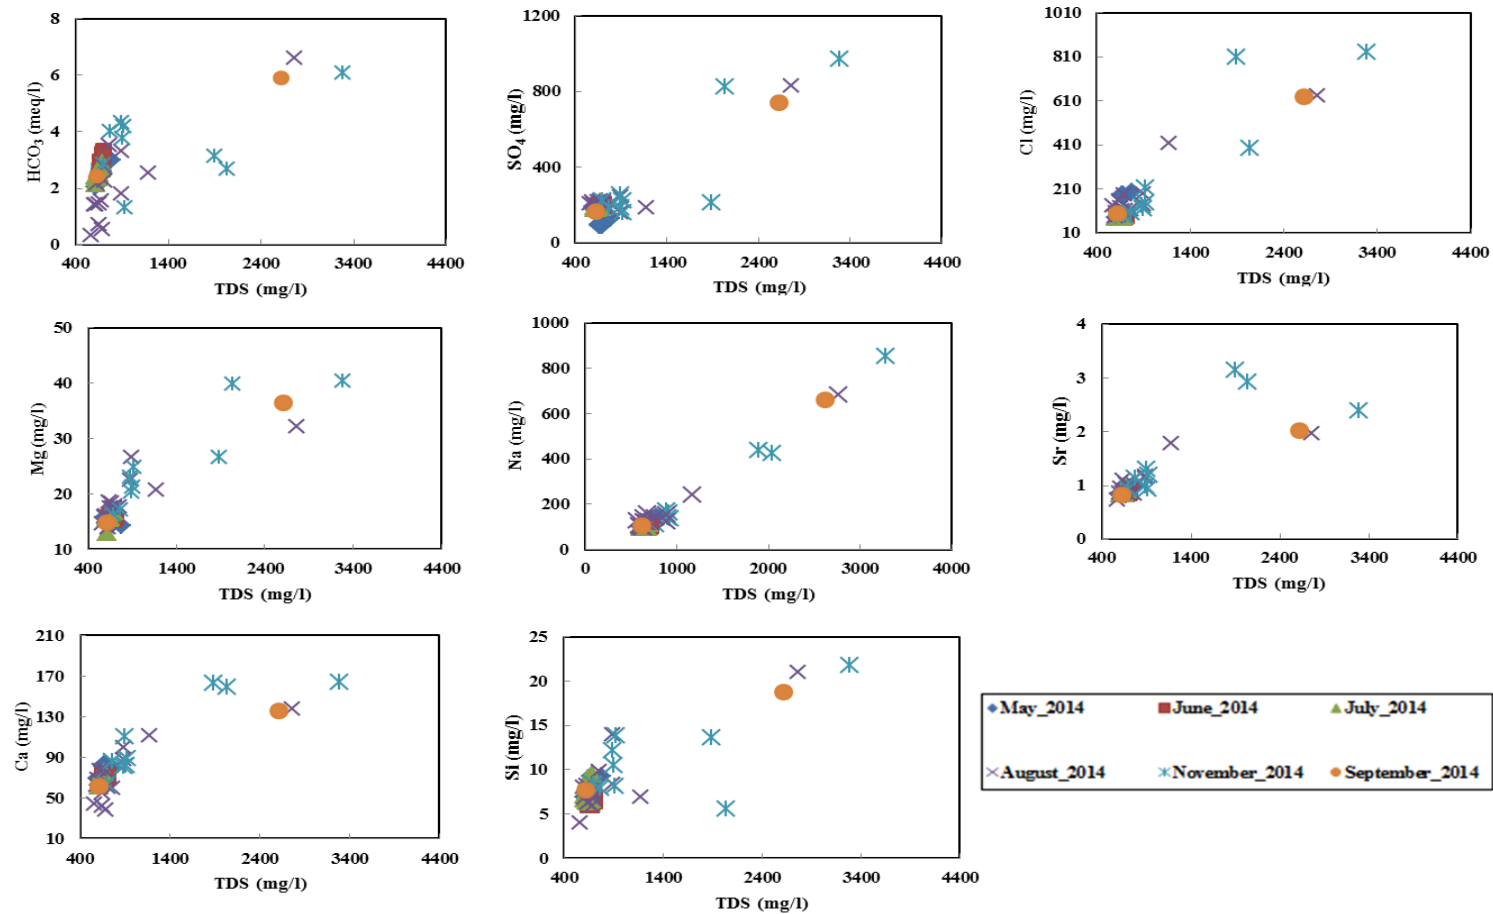 8
6
4
2
0
HCO3 (meq/l)
400 1400 2400 3400 4400
TDS (mg/l)
1200
800
400
0
SO4 (mg/l)
400 1400 2400 3400 4400
TDS (mg/l)
1010
810
610
410
210
10
Cl (mg/l)
400 1400 2400 3400 4400
TDS (mg/l)
50
40
30
20
10
Mg (mg/l)
400 1400 2400 3400 4400
TDS (mg/l)
1000
800
600
400
200
0
Na (mg/l)
0 1000 2000 3000 4000
TDS (mg/l)
4
3
2
1
0
Sr (mg/l)
400 1400 2400 3400 4400
TDS (mg/l)
210
170
130
90
50
10
Ca (mg/l)
400 1400 2400 3400 4400
TDS (mg/l)
25
20
15
10
5
0
Si (mg/l)
400 1400 2400 3400 4400
TDS (mg/l)
May_2014 June_2014 July_2014
August_2014 November_2014 September_2014